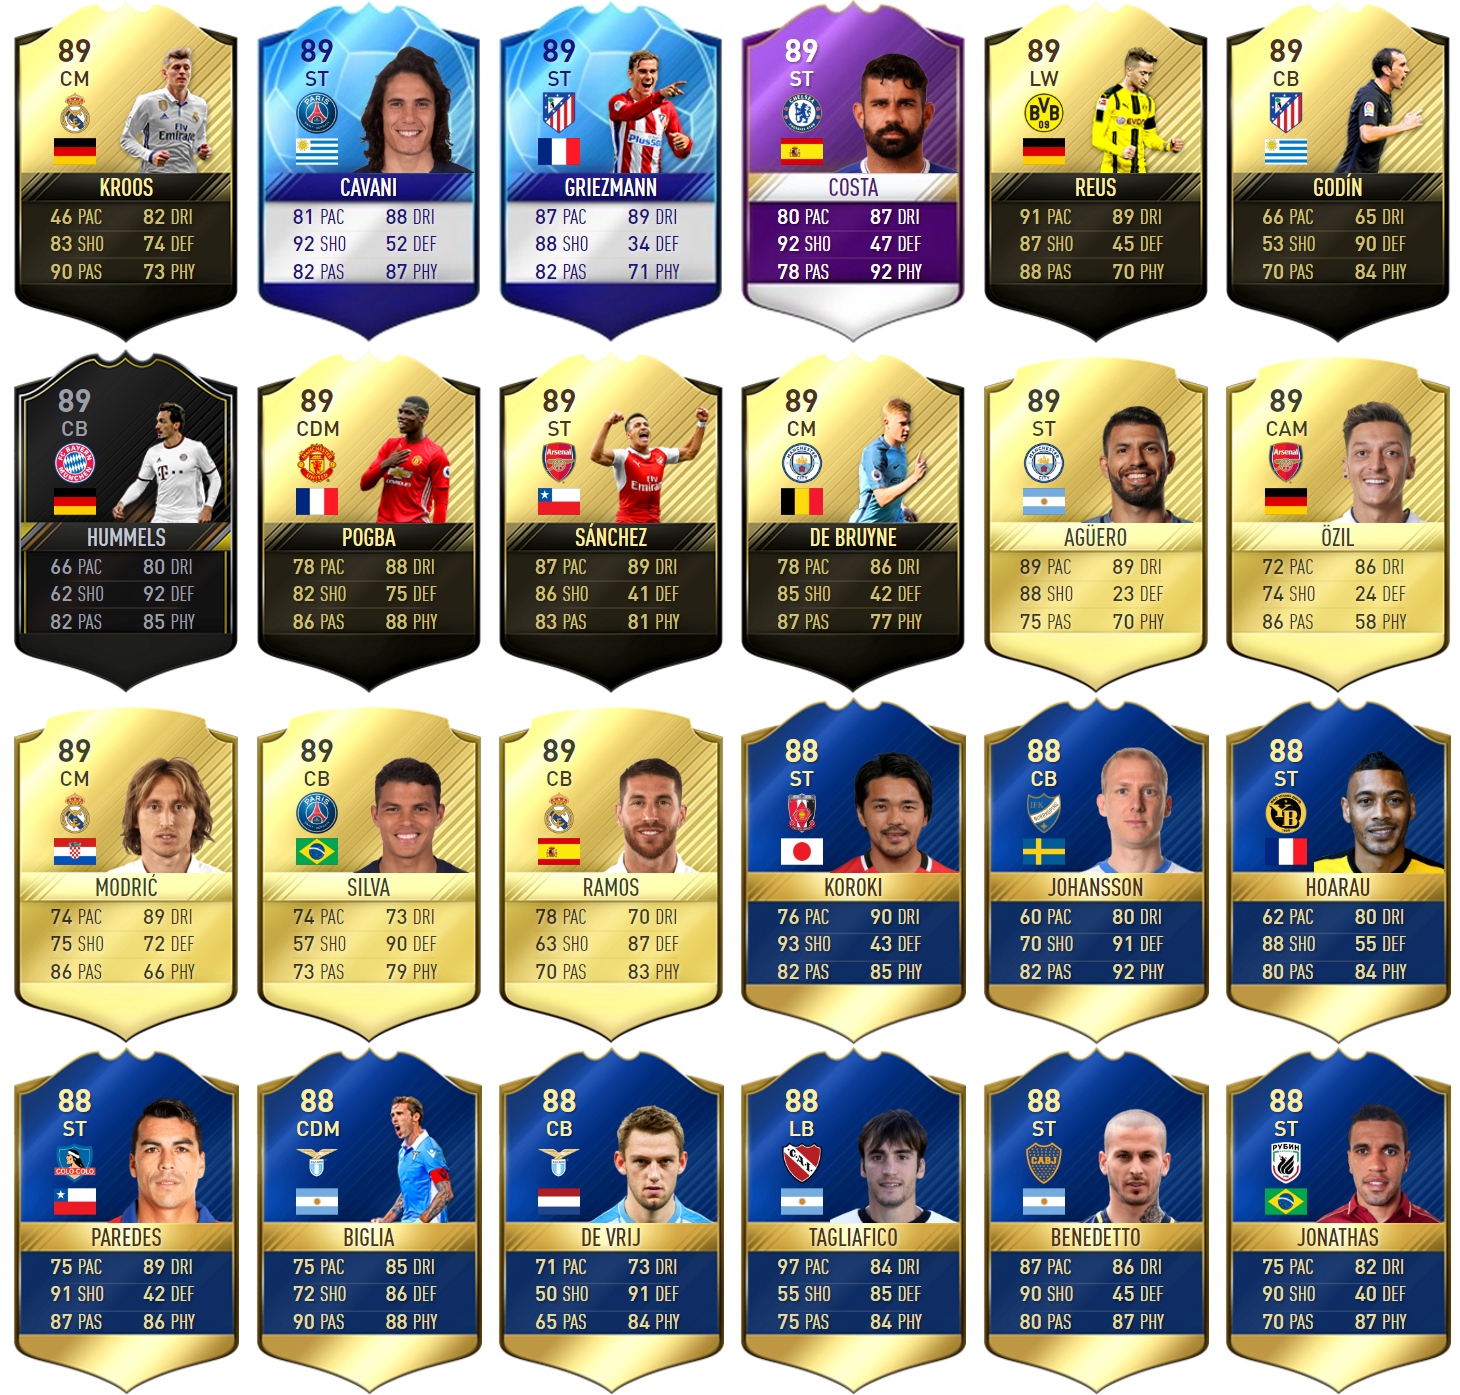 89
CM
KROOS
46 PAC 82 DRI
83 SHO 74 DEF
90 PAS 73 PHY
89
ST
PARIS
CAVANI
81 PAC 88 DRI
92 SHO 52 DEF
82 PAS 87 PHY
89
ST
GRIEZMANN
87 PAC 89 DRI
88 SHO 34 DEF
82 PAS 71 PHY
89
ST
COSTA
80 PAC 87 DRI
92 SHO 47 DEF
78 PAS 92 PHY
89
LW
BVB
09
REUS
91 PAC 89 DRI
87 SHO 45 DEF
88 PAS 70 PHY
89
CB
GODÍN
66 PAC 65 DRI
53 SHO 90 DEF
70 PAS 84 PHY
89
CB
HUMMELS
66 PAC 80 DRI
62 SHO 92 DEF
82 PAS 85 PHY
89
CDM
POGBA
78 PAC 88 DRI
82 SHO 75 DEF
86 PAS 88 PHY
89
ST
Arsenal
SÁNCHEZ
87 PAC 89 DRI
86 SHO 41 DEF
83 PAS 81 PHY
89
CM
DE BRUYNE
78 PAC 86 DRI
85 SHO 42 DEF
87 PAS 77 PHY
89
ST
AGÜERO
89 PAC 89 DRI
88 SHO 23 DEF
75 PAS 70 PHY
89
CAM
Arsenal
ÖZIL
72 PAC 86 DRI
74 SHO 24 DEF
86 PAS 58 PHY
89
CM
MODRIĆ
74 PAC 89 DRI
75 SHO 72 DEF
86 PAS 66 PHY
89
CB
PARIS
SILVA
74 PAC 73 DRI
57 SHO 90 DEF
73 PAS 79 PHY
89
CB
RAMOS
78 PAC 70 DRI
63 SHO 87 DEF
70 PAS 83 PHY
88
ST
KOROKI
76 PAC 90 DRI
93 SHO 43 DEF
82 PAS 85 PHY
88
CB
IFK
JOHANSSON
60 PAC 80 DRI
70 SHO 91 DEF
82 PAS 92 PHY
88
ST
YB
HOARAU
62 PAC 80 DRI
88 SHO 55 DEF
80 PAS 84 PHY
88
ST
COLO COLO
PAREDES
75 PAC 89 DRI
91 SHO 42 DEF
87 PAS 86 PHY
88
CDM
BIGLIA
75 PAC 85 DRI
72 SHO 86 DEF
90 PAS 88 PHY
88
CB
DE VRIJ
71 PAC 73 DRI
50 SHO 91 DEF
65 PAS 84 PHY
88
LB
C.A.I.
TAGLIAFICO
97 PAC 84 DRI
55 SHO 85 DEF
75 PAS 84 PHY
88
ST
CABJ
BENEDETTO
87 PAC 86 DRI
90 SHO 45 DEF
80 PAS 87 PHY
88
ST
РУБИН
JONATHAS
75 PAC 82 DRI
90 SHO 40 DEF
70 PAS 87 PHY